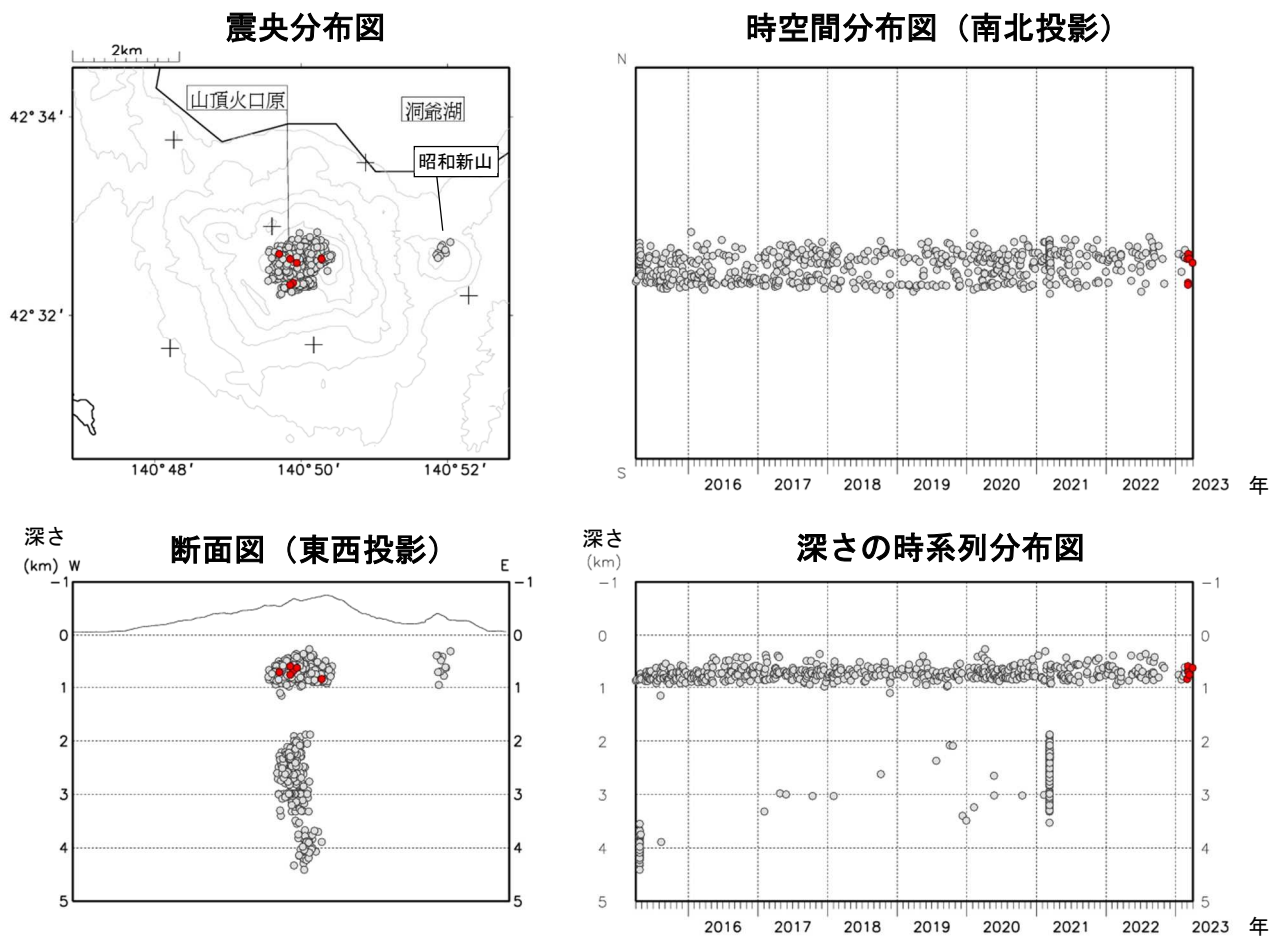 震央分布図
2km
42°34'
42°32'
山頂火口原
洞爺湖
昭和新山
140°48'
140°50'
140°52'
時空間分布図（南北投影）
N
S
2016
2017
2018
2019
2020
2021
2022
2023
年
断面図（東西投影）
深さ
(km)
W
E
-1
0
1
2
3
4
5
-1
0
1
2
3
4
5
深さの時系列分布図
深さ
(km)
-1
0
1
2
3
4
5
-1
0
1
2
3
4
5
2016
2017
2018
2019
2020
2021
2022
2023
年